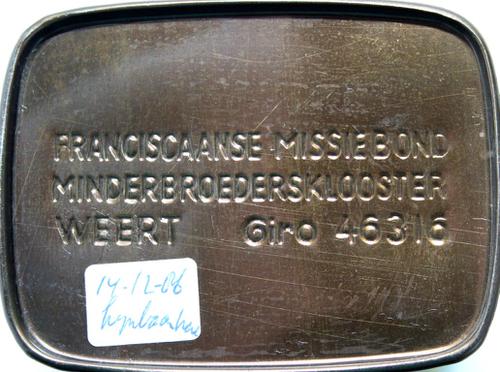 FRANCISCAANSE MISSIEBOND
MINDERBROEDERSKLOOSTER
WEERT Giro 46316
14-12-06